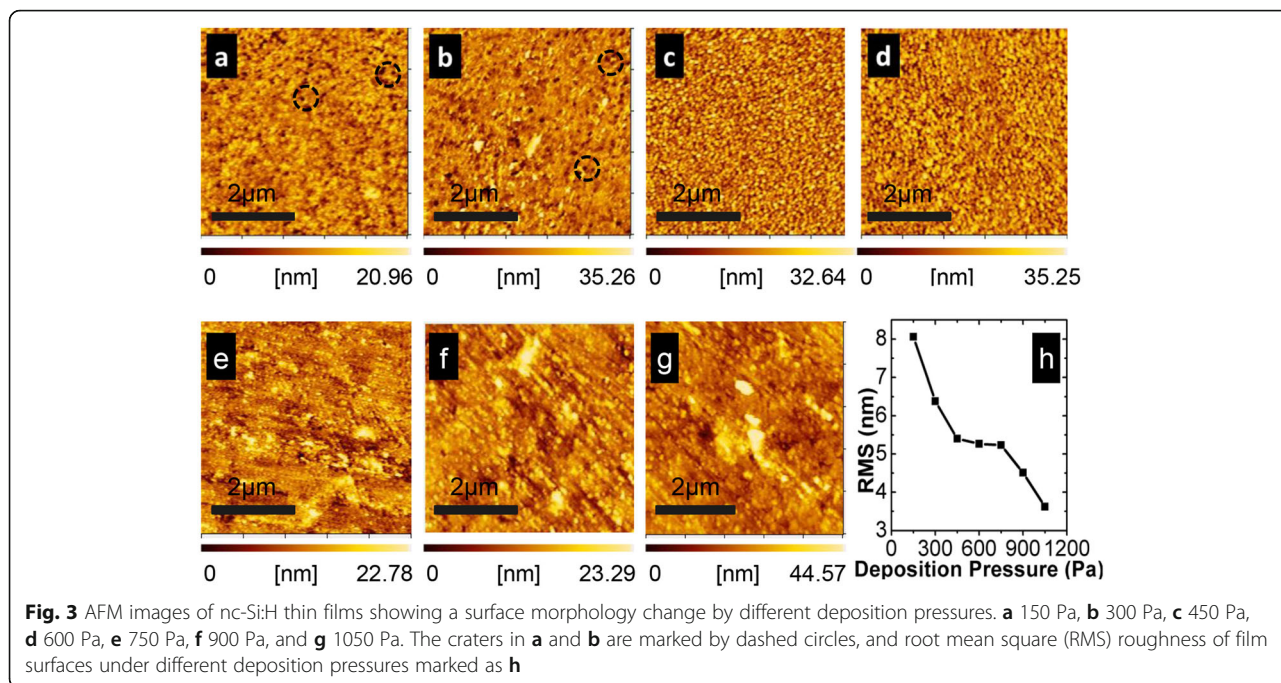 a
b
c
d
2μm
2μm
2μm
2μm
0 [nm] 20.96
0 [nm] 35.26
0 [nm] 32.64
0 [nm] 35.25
e
f
g
h
2μm
2μm
2μm
0 [nm] 22.78
0 [nm] 23.29
0 [nm] 44.57
8
7
6
5
4
3
RMS (nm)
0 300 600 900 1200
Deposition Pressure (Pa)
Fig. 3 AFM images of nc-Si:H thin films showing a surface morphology change by different deposition pressures. a 150 Pa, b 300 Pa, c 450 Pa,
d 600 Pa, e 750 Pa, f 900 Pa, and g 1050 Pa. The craters in a and b are marked by dashed circles, and root mean square (RMS) roughness of film
surfaces under different deposition pressures marked as h